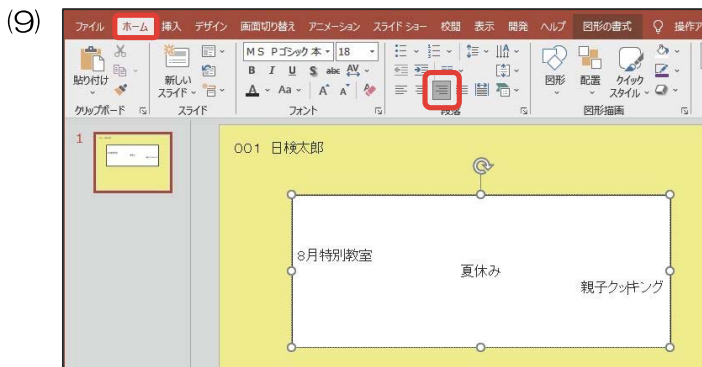 (9)
ファイル ホーム 挿入 デザイン 画面切り替え アニメーション スライド ショー 校閲 表示 開発 ヘルプ 図形の書式 操作ア
MS Pゴシック 本 18
B I U S abc AV
A Aa A A
貼り付け
新しい
スライド
図形 配置 クイック
スタイル
クリップボード スライド フォント 段落 図形描画
1
001 日検太郎
8月特別教室
夏休み
親子クッキング